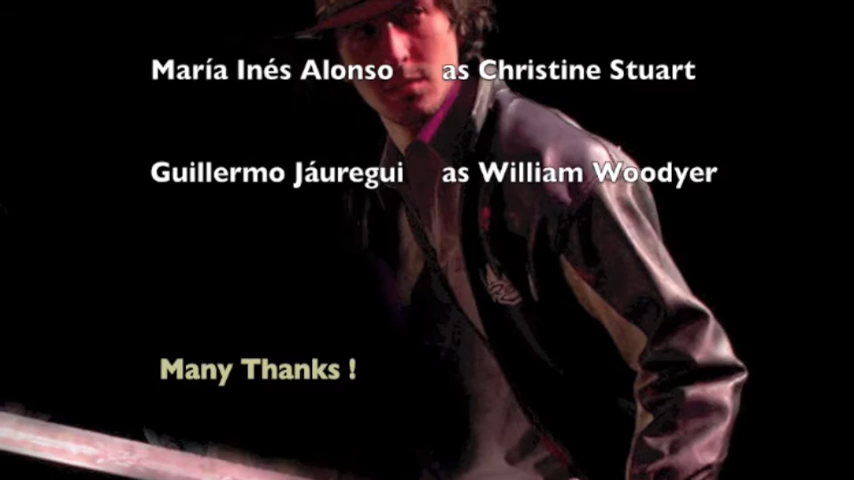 María Inés Alonso as Christine Stuart
Guillermo Jáuregui as William Woodyer
Many Thanks !